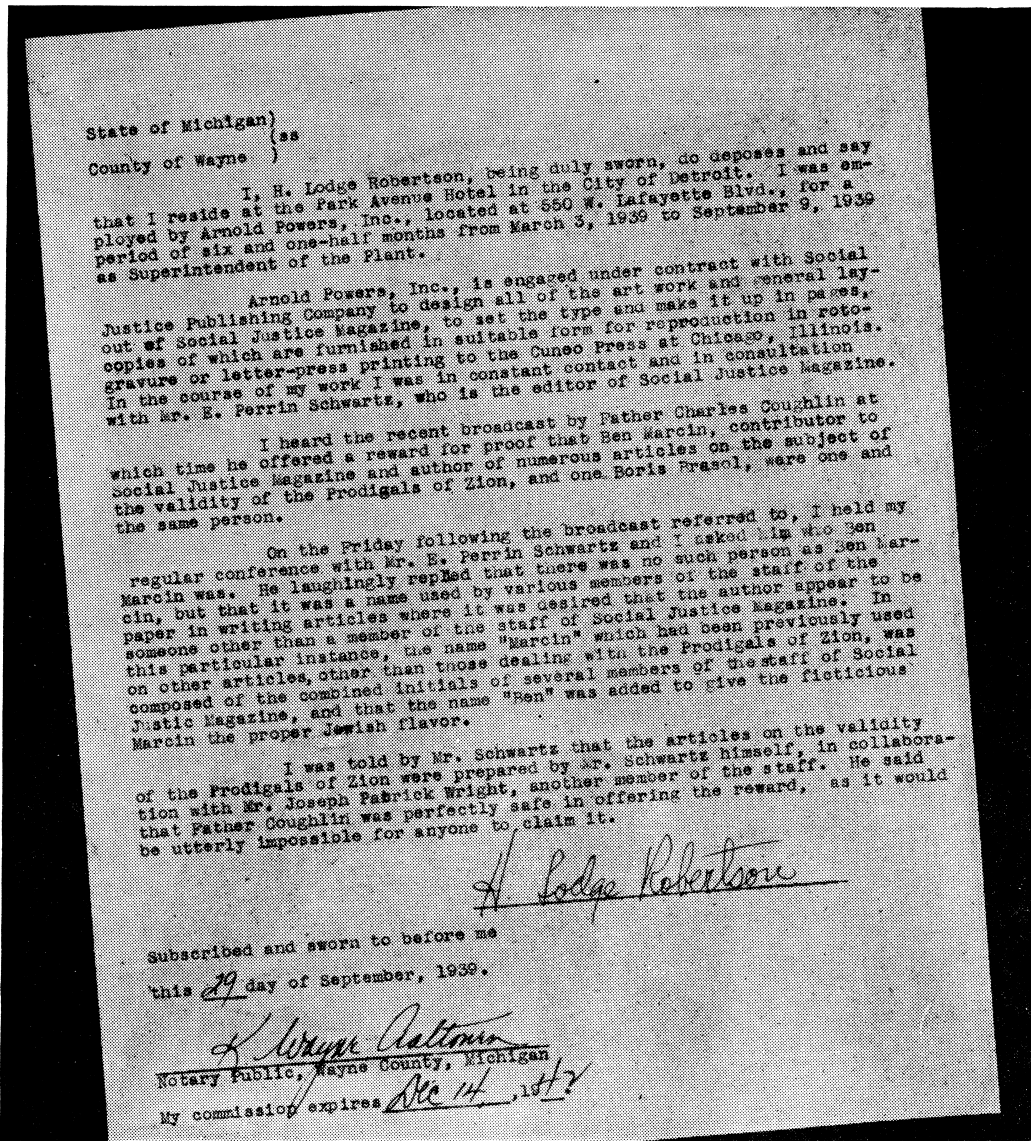 State of Michigan)
(ss
County of Wayne )
I, H. Lodge Robertson, being duly sworn, do deposes and say
that I reside at the Park Avenue Hotel in the City of Detroit. I was em-
ployed by Arnold Powers, Inc., located at 550 W. Lafayette Blvd., for a
period of six and one-half months from March 3, 1939 to September 9, 1939
as Superintendent of the Plant.
Arnold Powers, Inc., is engaged under contract with Social
Justice Publishing Company to design all of the art work and general lay-
out of Social Justice Magazine, to set the type and make it up in pages,
copies of which are furnished in suitable form for reproduction in roto-
gravure or letter-press printing to the Cuneo Press at Chicago, Illinois.
In the course of my work I was in constant contact and in consultation
with Mr. E. Perrin Schwartz, who is the editor of Social Justice Magazine.
I heard the recent broadcast by Father Charles Coughlin at
which time he offered a reward for proof that Ben Marcin, contributor to
Social Justice Magazine and author of numerous articles on the subject of
the validity of the Prodigals of Zion, and one Boris Brasol, were one and
the same person.
On the Friday following the broadcast referred to, I held my
regular conference with Mr. E. Perrin Schwartz and I asked him who Ben
Marcin was. He laughingly replied that there was no such person as Ben Mar-
cin, but that it was a name used by various members of the staff of the
paper in writing articles where it was desired that the author appear to be
someone other than a member of the staff of Social Justice Magazine. In
this particular instance, the name "Marcin" which had been previously used
on other articles, other than those dealing with the Prodigals of Zion, was
composed of the combined initials of several members of the staff of Social
Justic Magazine, and that the name "Ben" was added to give the ficticious
Marcin the proper Jewish flavor.
I was told by Mr. Schwartz that the articles on the validity
of the Prodigals of Zion were prepared by Mr. Schwartz himself, in collabora-
tion with Mr. Joseph Patrick Wright, another member of the staff. He said
that Father Coughlin was perfectly safe in offering the reward, as it would
be utterly impossible for anyone to claim it.
H Lodge Robertson
Subscribed and sworn to before me
this 29 day of September, 1939.
K Wayne Aaltonen
Notary Public, Wayne County, Michigan
My commission expires Dec 14, 1942